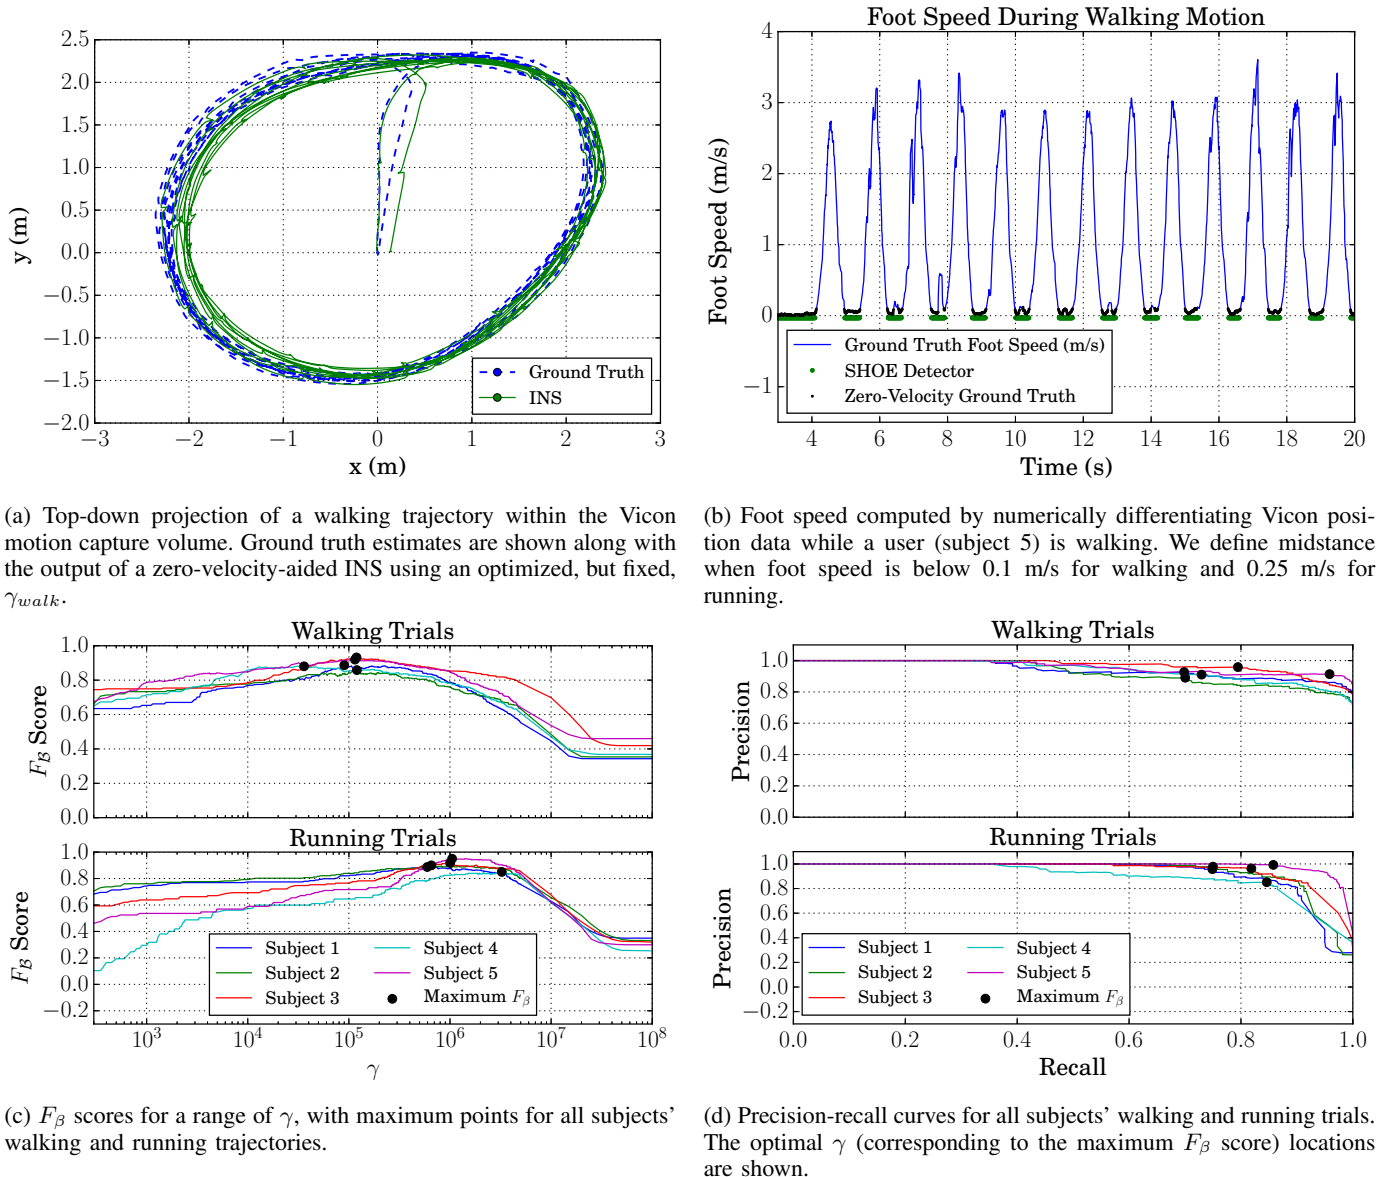 2.5
2.0
1.5
1.0
0.5
0.0
−0.5
−1.0
−1.5
−2.0
y (m)
−3
−2
−1
0
1
2
3
x (m)
Ground Truth
INS
Foot Speed During Walking Motion
4
3
2
1
0
−1
Foot Speed (m/s)
Ground Truth Foot Speed (m/s)
SHOE Detector
Zero-Velocity Ground Truth
4
6
8
10
12
14
16
18
20
Time (s)
(a) Top-down projection of a walking trajectory within the Vicon
motion capture volume. Ground truth estimates are shown along with
the output of a zero-velocity-aided INS using an optimized, but fixed,
γwalk.
(b) Foot speed computed by numerically differentiating Vicon posi-
tion data while a user (subject 5) is walking. We define midstance
when foot speed is below 0.1 m/s for walking and 0.25 m/s for
running.
Walking Trials
1.0
0.8
0.6
0.4
0.2
0.0
F𝓑 Score
Running Trials
1.0
0.8
0.6
0.4
0.2
0.0
−0.2
F𝓑 Score
Subject 1
Subject 2
Subject 3
Subject 4
Subject 5
Maximum Fβ
10³
10⁴
10⁵
10⁶
10⁷
10⁸
γ
Walking Trials
1.0
0.8
0.6
0.4
0.2
0.0
Precision
Running Trials
1.0
0.8
0.6
0.4
0.2
0.0
−0.2
Precision
Subject 1
Subject 2
Subject 3
Subject 4
Subject 5
Maximum Fβ
0.0
0.2
0.4
0.6
0.8
1.0
Recall
(c) Fβ scores for a range of γ, with maximum points for all subjects'
walking and running trajectories.
(d) Precision-recall curves for all subjects' walking and running trials.
The optimal γ (corresponding to the maximum Fβ score) locations
are shown.